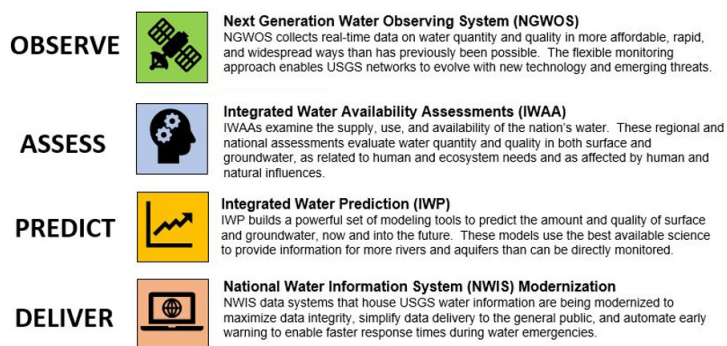 OBSERVE
Next Generation Water Observing System (NGWOS)
NGWOS collects real-time data on water quantity and quality in more affordable, rapid,
and widespread ways than has previously been possible. The flexible monitoring
approach enables USGS networks to evolve with new technology and emerging threats.
ASSESS
Integrated Water Availability Assessments (IWAA)
IWAAs examine the supply, use, and availability of the nation's water. These regional and
national assessments evaluate water quantity and quality in both surface and
groundwater, as related to human and ecosystem needs and as affected by human and
natural influences.
PREDICT
Integrated Water Prediction (IWP)
IWP builds a powerful set of modeling tools to predict the amount and quality of surface
and groundwater, now and into the future. These models use the best available science
to provide information for more rivers and aquifers than can be directly monitored.
DELIVER
National Water Information System (NWIS) Modernization
NWIS data systems that house USGS water information are being modernized to
maximize data integrity, simplify data delivery to the general public, and automate early
warning to enable faster response times during water emergencies.